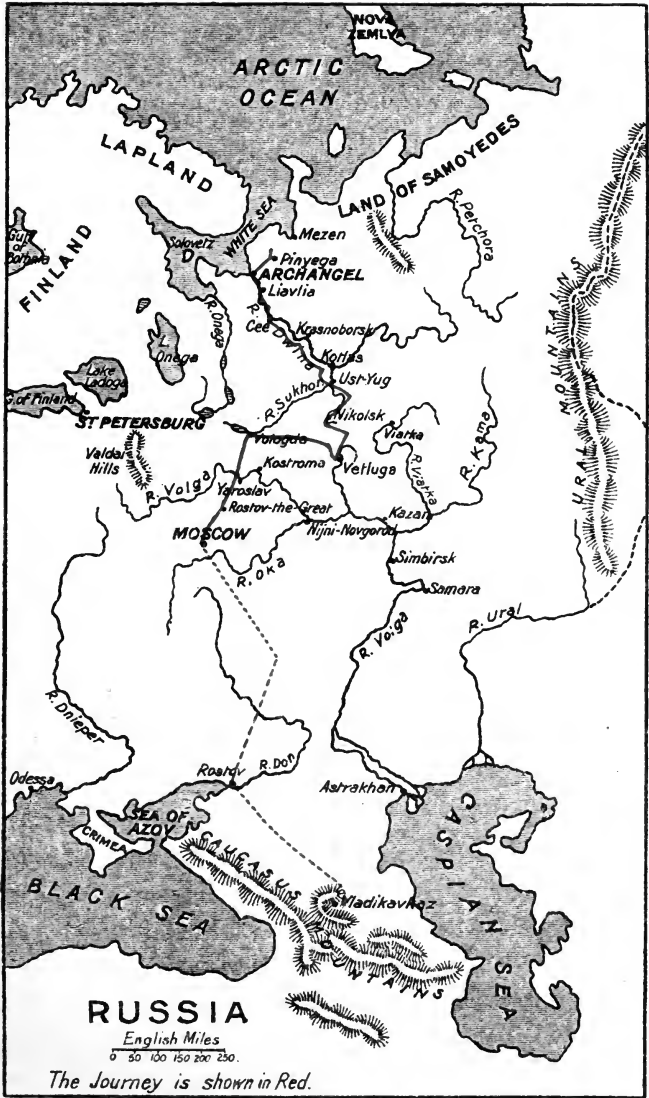 NOVA
ZEMLYA
ARCTIC
OCEAN
LAPLAND
LAND OF SAMOYEDES
R. Petchora
WHITE SEA
Solovetz
Mezen
Pinyega
ARCHANGEL
Liavlia
Gulf
of
Bothnia
FINLAND
R. Onega
R. Dwina
Cee
Krasnoborsk
Kotlas
L.
Onega
Lake
Ladoga
G. of Finland
Ust-Yug
R. Sukhon
ST PETERSBURG
Nikolsk
Viatka
R. Viatka
R. Kama
URAL MOUNTAINS
Vologda
Valdai
Hills
Kostroma
Vetluga
R. Volga
Yaroslav
Rostov-the-Great
Kazan
MOSCOW
Nijni-Novgorod
R. Oka
Simbirsk
Samara
R. Volga
R. Ural
R. Dnieper
Rostov
R. Don
Odessa
Astrakhan
SEA OF
AZOV
CRIMEA
CAUCASUS
MOUNTAINS
Vladikavkaz
BLACK SEA
CASPIAN SEA
RUSSIA
English Miles
0 50 100 150 200 250.
The Journey is shown in Red.